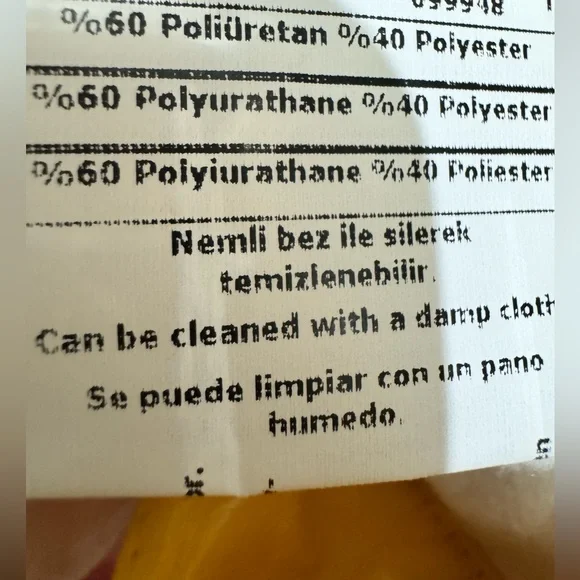 %60 Poliüretan %40 Polyester
%60 Polyurathane %40 Polyester
%60 Polyiurathane %40 Poliester
Nemli bez ile silerek
temizlenebilir.
Can be cleaned with a damp cloth
Se puede limpiar con un pano
humedo.